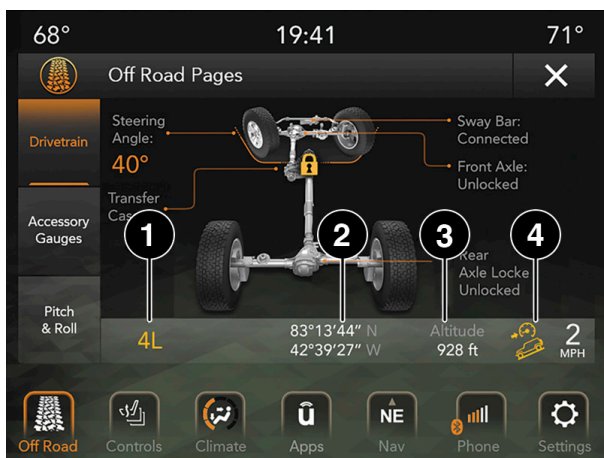 68° 19:41 71°
Off Road Pages X
Drivetrain
Accessory
Gauges
Pitch
& Roll
Steering
Angle:
40°
Transfer
Sway Bar:
Connected
Front Axle:
Unlocked
Rear
Axle Locke
Unlocked
1 2 3 4
4L
83°13'44" N
42°39'27" W
Altitude
928 ft
2
MPH
Off Road
Controls
Climate
û
Apps
NE
Nav
Phone
Settings